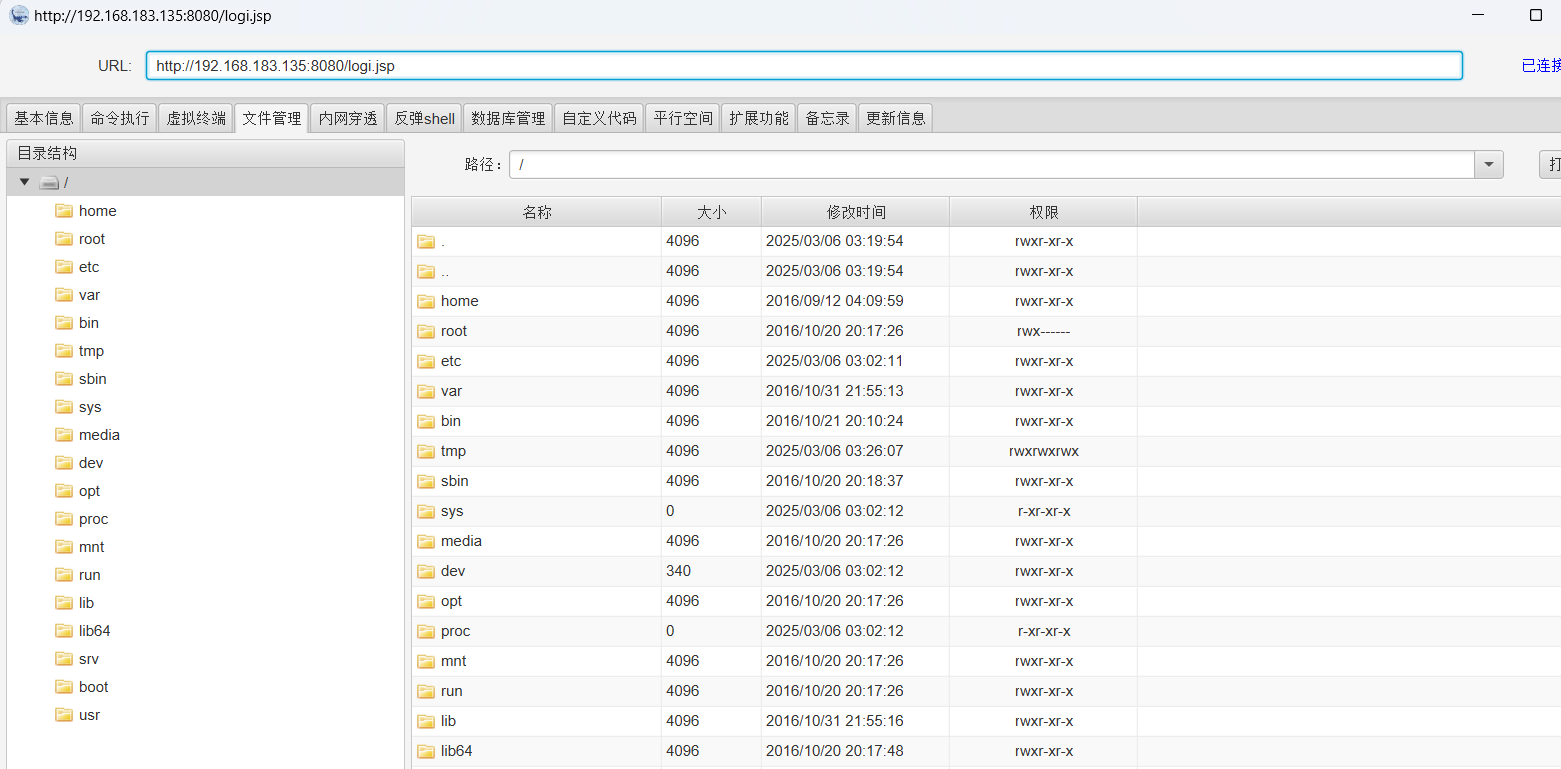 http://192.168.183.135:8080/logi.jsp
URL: http://192.168.183.135:8080/logi.jsp 已连接
基本信息 命令执行 虚拟终端 文件管理 内网穿透 反弹shell 数据库管理 自定义代码 平行空间 扩展功能 备忘录 更新信息
目录结构
/
home
root
etc
var
bin
tmp
sbin
sys
media
dev
opt
proc
mnt
run
lib
lib64
srv
boot
usr
路径： / 打
名称 大小 修改时间 权限
. 4096 2025/03/06 03:19:54 rwxr-xr-x
.. 4096 2025/03/06 03:19:54 rwxr-xr-x
home 4096 2016/09/12 04:09:59 rwxr-xr-x
root 4096 2016/10/20 20:17:26 rwx------
etc 4096 2025/03/06 03:02:11 rwxr-xr-x
var 4096 2016/10/31 21:55:13 rwxr-xr-x
bin 4096 2016/10/21 20:10:24 rwxr-xr-x
tmp 4096 2025/03/06 03:26:07 rwxrwxrwx
sbin 4096 2016/10/20 20:18:37 rwxr-xr-x
sys 0 2025/03/06 03:02:12 r-xr-xr-x
media 4096 2016/10/20 20:17:26 rwxr-xr-x
dev 340 2025/03/06 03:02:12 rwxr-xr-x
opt 4096 2016/10/20 20:17:26 rwxr-xr-x
proc 0 2025/03/06 03:02:12 r-xr-xr-x
mnt 4096 2016/10/20 20:17:26 rwxr-xr-x
run 4096 2016/10/20 20:17:26 rwxr-xr-x
lib 4096 2016/10/31 21:55:16 rwxr-xr-x
lib64 4096 2016/10/20 20:17:48 rwxr-xr-x